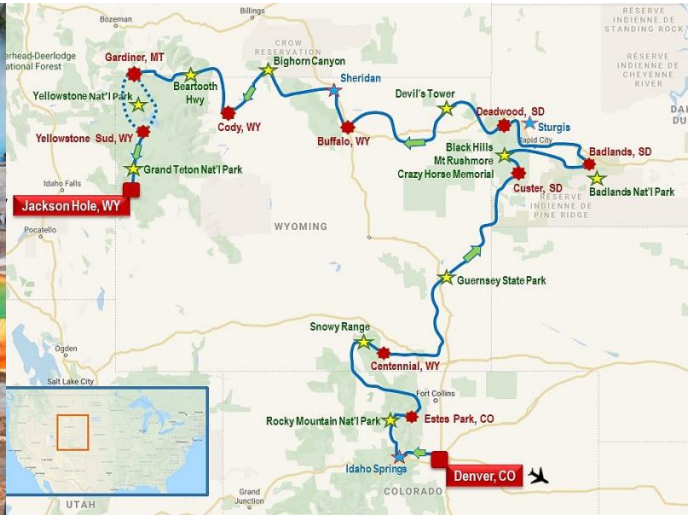 Billings
Bozeman
RÉSERVE
INDIENNE DE
STANDING ROCK
CROW
RESERVATION
Gardiner, MT
Bighorn Canyon
erhead-Deerlodge
ational Forest
RÉSERVE
INDIENNE DE
CHEYENNE
RIVER
Beartooth
Hwy
Sheridan
Yellowstone Nat'l Park
Devil's Tower
Cody, WY
Deadwood, SD
Sturgis
Yellowstone Sud, WY
Buffalo, WY
Rapid City
Black Hills
Mt Rushmore
Crazy Horse Memorial
Badlands, SD
Grand Teton Nat'l Park
Idaho Falls
Custer, SD
Badlands Nat'l Park
Jackson Hole, WY
RÉSERVE
INDIENNE DE
PINE RIDGE
Pocatello
WYOMING
Guernsey State Park
Snowy Range
Ogden
Centennial, WY
Salt Lake City
Fort Collins
Rocky Mountain Nat'l Park
Estes Park, CO
Idaho Springs
Denver, CO
Grand
Junction
COLORADO
UTAH